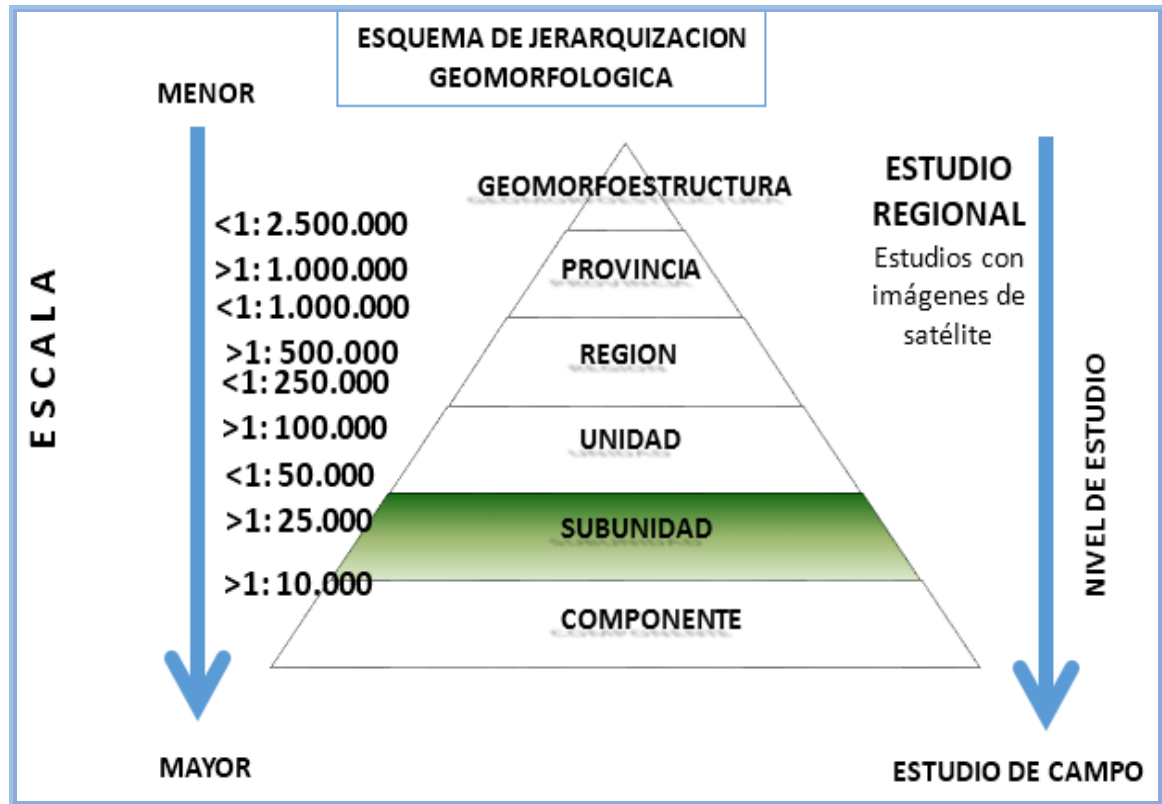 ESQUEMA DE JERARQUIZACION
GEOMORFOLOGICA
MENOR
ESCALA
<1: 2.500.000
>1: 1.000.000
<1: 1.000.000
>1: 500.000
<1: 250.000
>1: 100.000
<1: 50.000
>1: 25.000
>1: 10.000
MAYOR
GEOMORFOESTRUCTURA
PROVINCIA
REGION
UNIDAD
SUBUNIDAD
COMPONENTE
ESTUDIO
REGIONAL
Estudios con
imágenes de
satélite
NIVEL DE ESTUDIO
ESTUDIO DE CAMPO